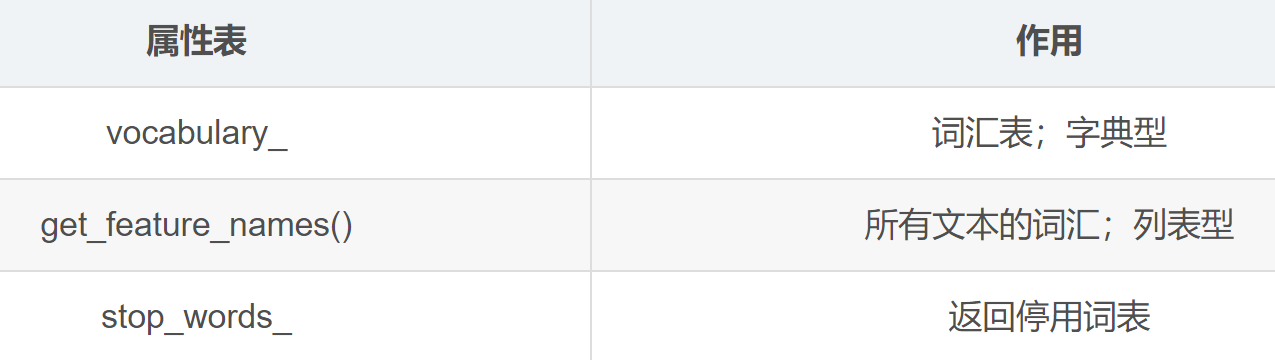 属性表 作用
vocabulary_ 词汇表；字典型
get_feature_names() 所有文本的词汇；列表型
stop_words_ 返回停用词表